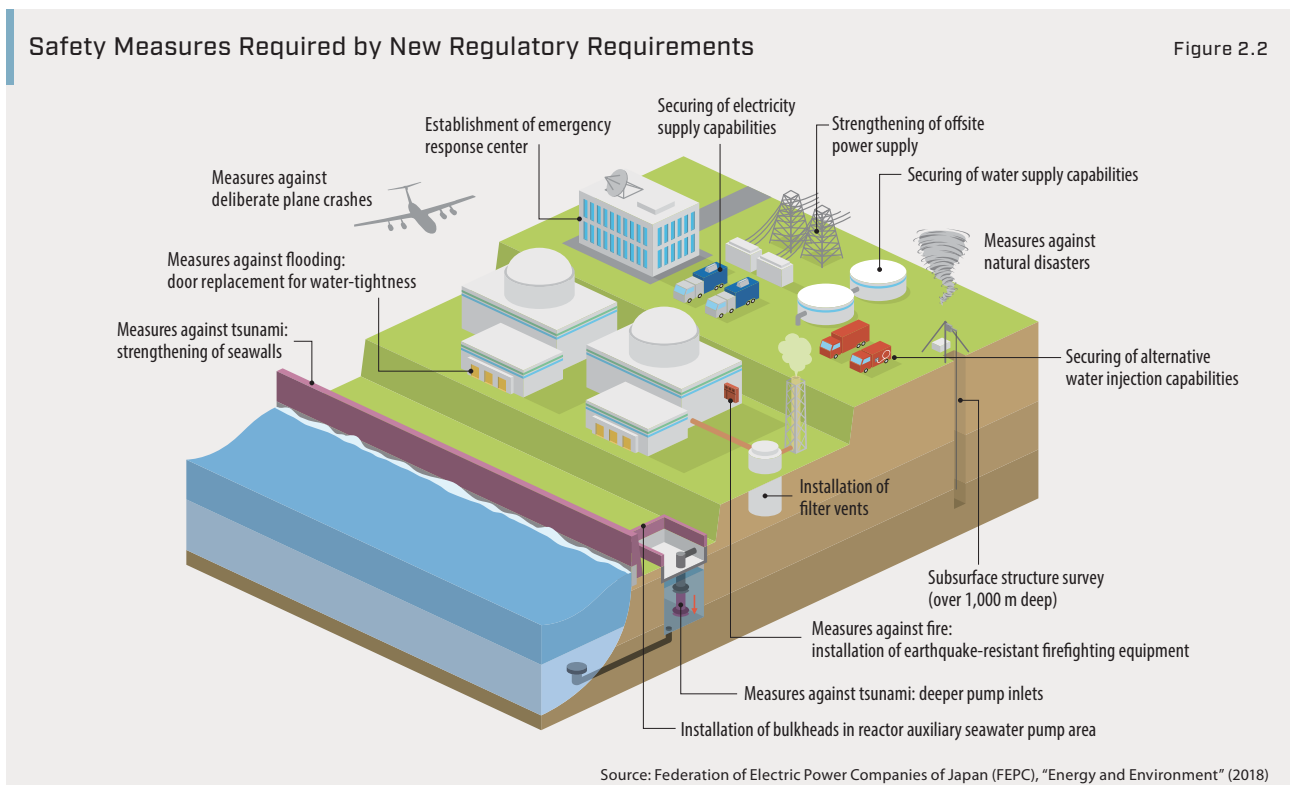 Safety Measures Required by New Regulatory Requirements
Figure 2.2
Securing of electricity
supply capabilities
Establishment of emergency
response center
Strengthening of offsite
power supply
Securing of water supply capabilities
Measures against
deliberate plane crashes
Measures against
natural disasters
Measures against flooding:
door replacement for water-tightness
Measures against tsunami:
strengthening of seawalls
Securing of alternative
water injection capabilities
Installation of
filter vents
Subsurface structure survey
(over 1,000 m deep)
Measures against fire:
installation of earthquake-resistant firefighting equipment
Measures against tsunami: deeper pump inlets
Installation of bulkheads in reactor auxiliary seawater pump area
Source: Federation of Electric Power Companies of Japan (FEPC), “Energy and Environment” (2018)